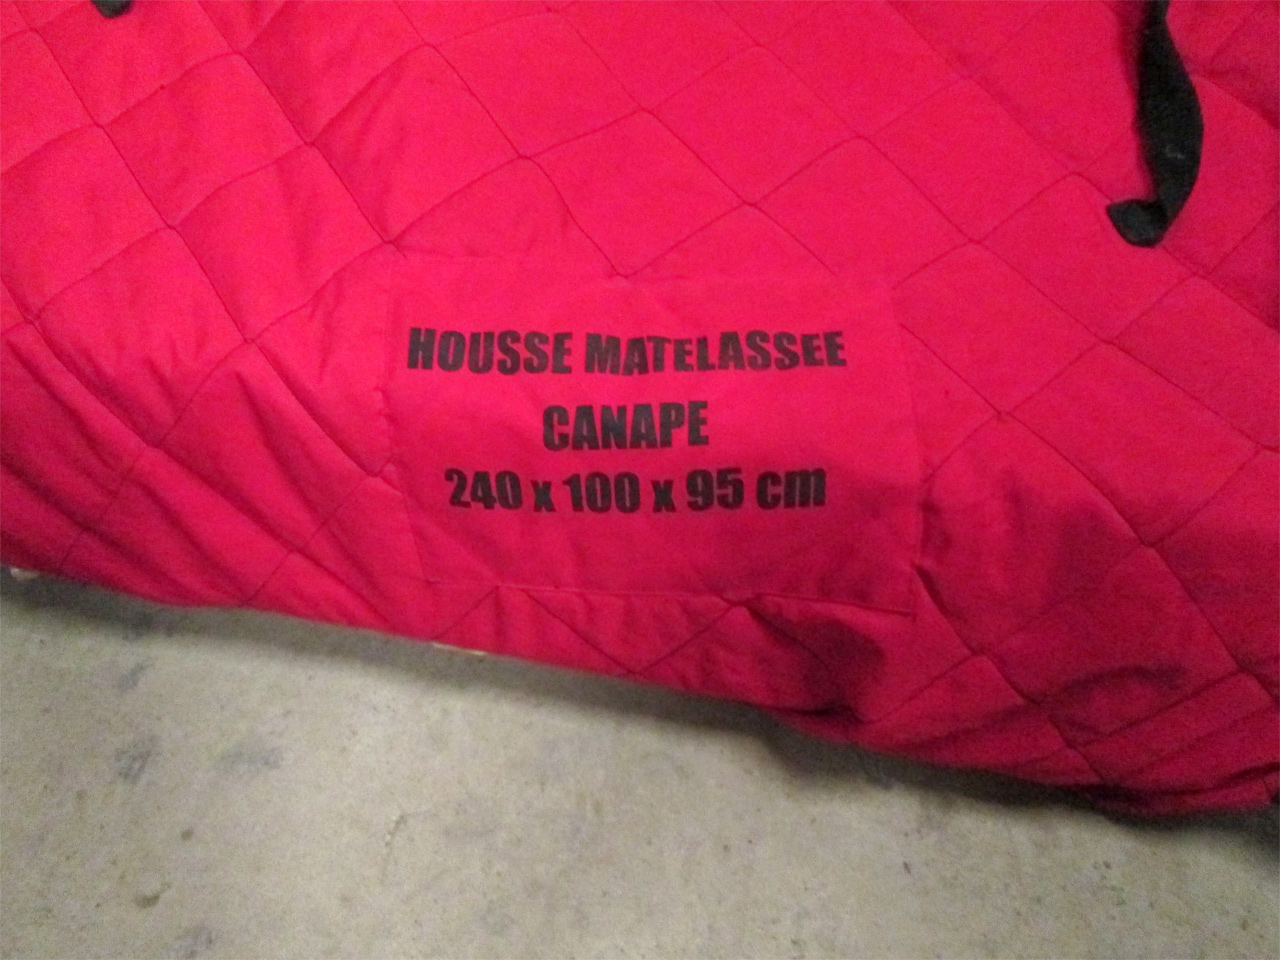 HOUSSE MATELASSEE
CANAPE
240 x 100 x 95 cm